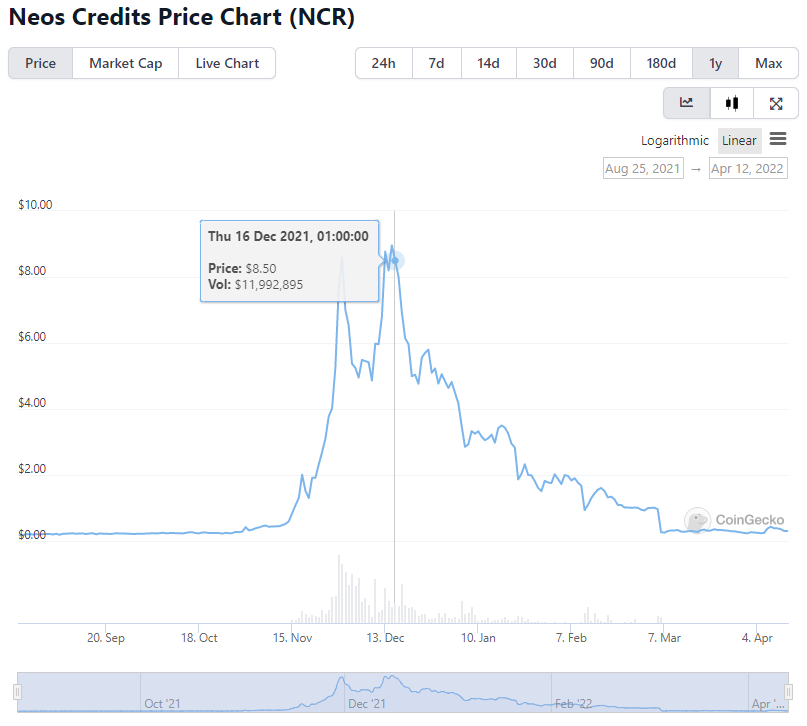 Neos Credits Price Chart (NCR)
Price Market Cap Live Chart 24h 7d 14d 30d 90d 180d 1y Max
Logarithmic Linear
Aug 25, 2021 → Apr 12, 2022
$10.00
Thu 16 Dec 2021, 01:00:00
Price: $8.50
Vol: $11,992,895
$8.00
$6.00
$4.00
$2.00
CoinGecko
$0.00
20. Sep 18. Oct 15. Nov 13. Dec 10. Jan 7. Feb 7. Mar 4. Apr
Oct '21 Dec '21 Feb '22 Apr '...